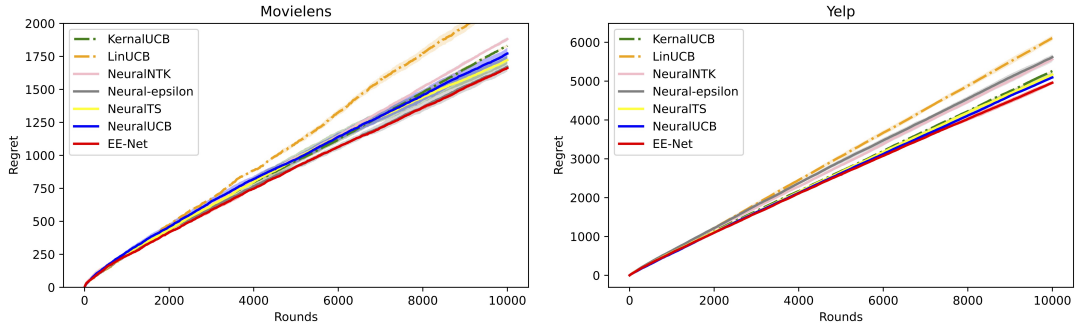 Movielens
Regret
2000
1750
1500
1250
1000
750
500
250
0
KernalUCB
LinUCB
NeuralNTK
Neural-epsilon
NeuralTS
NeuralUCB
EE-Net
0 2000 4000 6000 8000 10000
Rounds
Yelp
Regret
6000
5000
4000
3000
2000
1000
0
KernalUCB
LinUCB
NeuralNTK
Neural-epsilon
NeuralTS
NeuralUCB
EE-Net
0 2000 4000 6000 8000 10000
Rounds